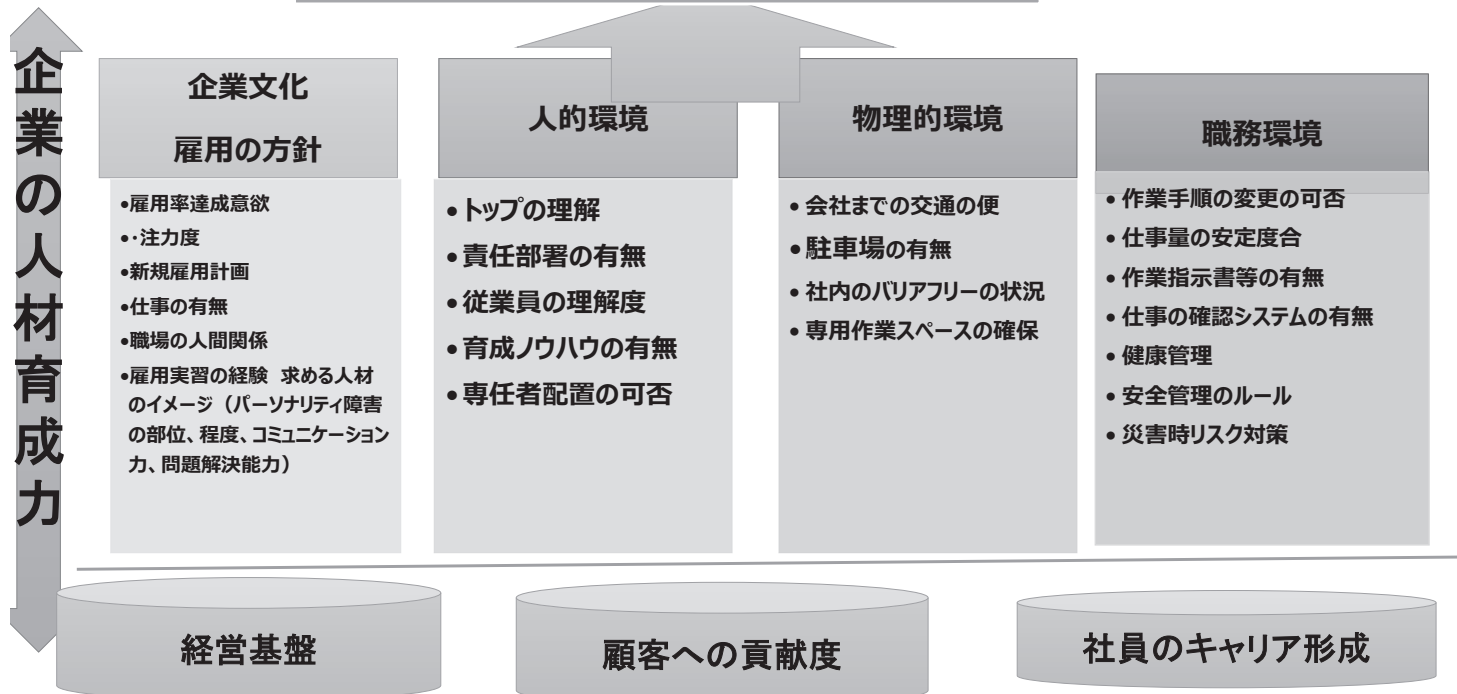 企業の人材育成力
企業文化
雇用の方針
•雇用率達成意欲
•・注力度
•新規雇用計画
•仕事の有無
•職場の人間関係
•雇用実習の経験 求める人材
のイメージ（パーソナリティ障害
の部位、程度、コミュニケーション
力、問題解決能力）
人的環境
•トップの理解
•責任部署の有無
•従業員の理解度
•育成ノウハウの有無
•専任者配置の可否
物理的環境
•会社までの交通の便
•駐車場の有無
•社内のバリアフリーの状況
•専用作業スペースの確保
職務環境
•作業手順の変更の可否
•仕事量の安定度合
•作業指示書等の有無
•仕事の確認システムの有無
•健康管理
•安全管理のルール
•災害時リスク対策
経営基盤
顧客への貢献度
社員のキャリア形成